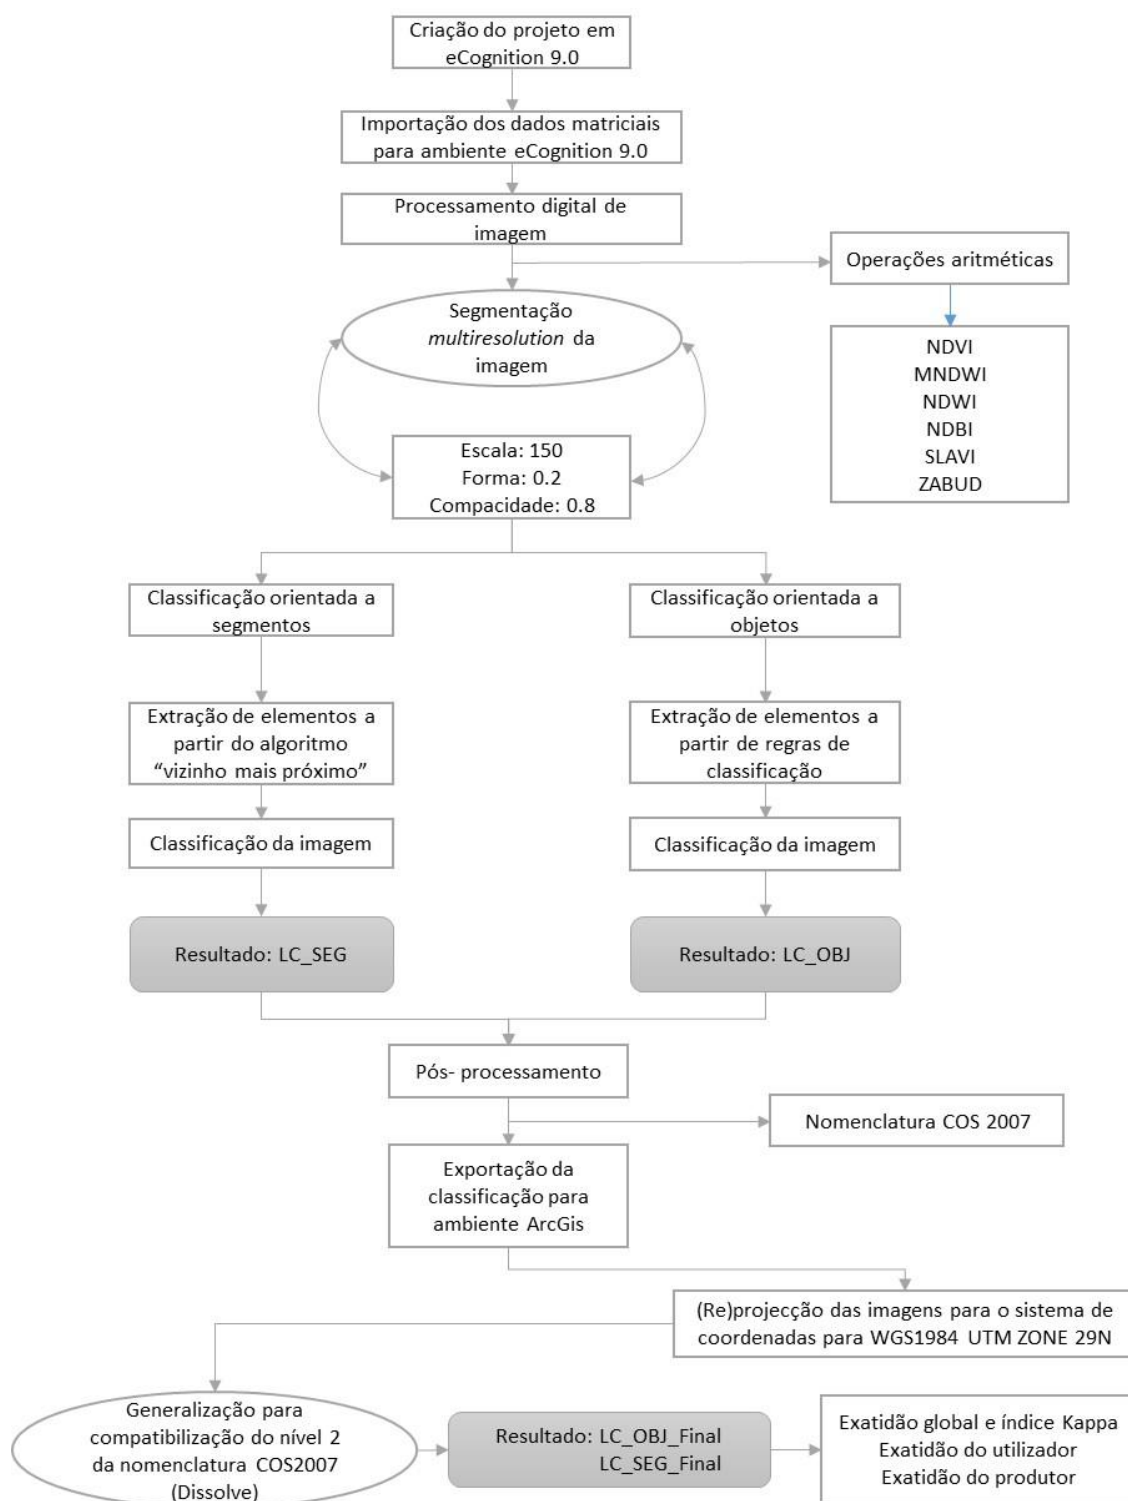 Criação do projeto em
eCognition 9.0
Importação dos dados matriciais
para ambiente eCognition 9.0
Processamento digital de
imagem
Operações aritméticas
Segmentação
multiresolution da
imagem
NDVI
MNDWI
NDWI
NDBI
SLAVI
ZABUD
Escala: 150
Forma: 0.2
Compacidade: 0.8
Classificação orientada a
segmentos
Classificação orientada a
objetos
Extração de elementos a
partir do algoritmo
“vizinho mais próximo”
Extração de elementos a
partir de regras de
classificação
Classificação da imagem
Classificação da imagem
Resultado: LC_SEG
Resultado: LC_OBJ
Pós- processamento
Nomenclatura COS 2007
Exportação da
classificação para
ambiente ArcGis
(Re)projecção das imagens para o sistema de
coordenadas para WGS1984 UTM ZONE 29N
Generalização para
compatibilização do nível 2
da nomenclatura COS2007
(Dissolve)
Resultado: LC_OBJ_Final
LC_SEG_Final
Exatidão global e índice Kappa
Exatidão do utilizador
Exatidão do produtor